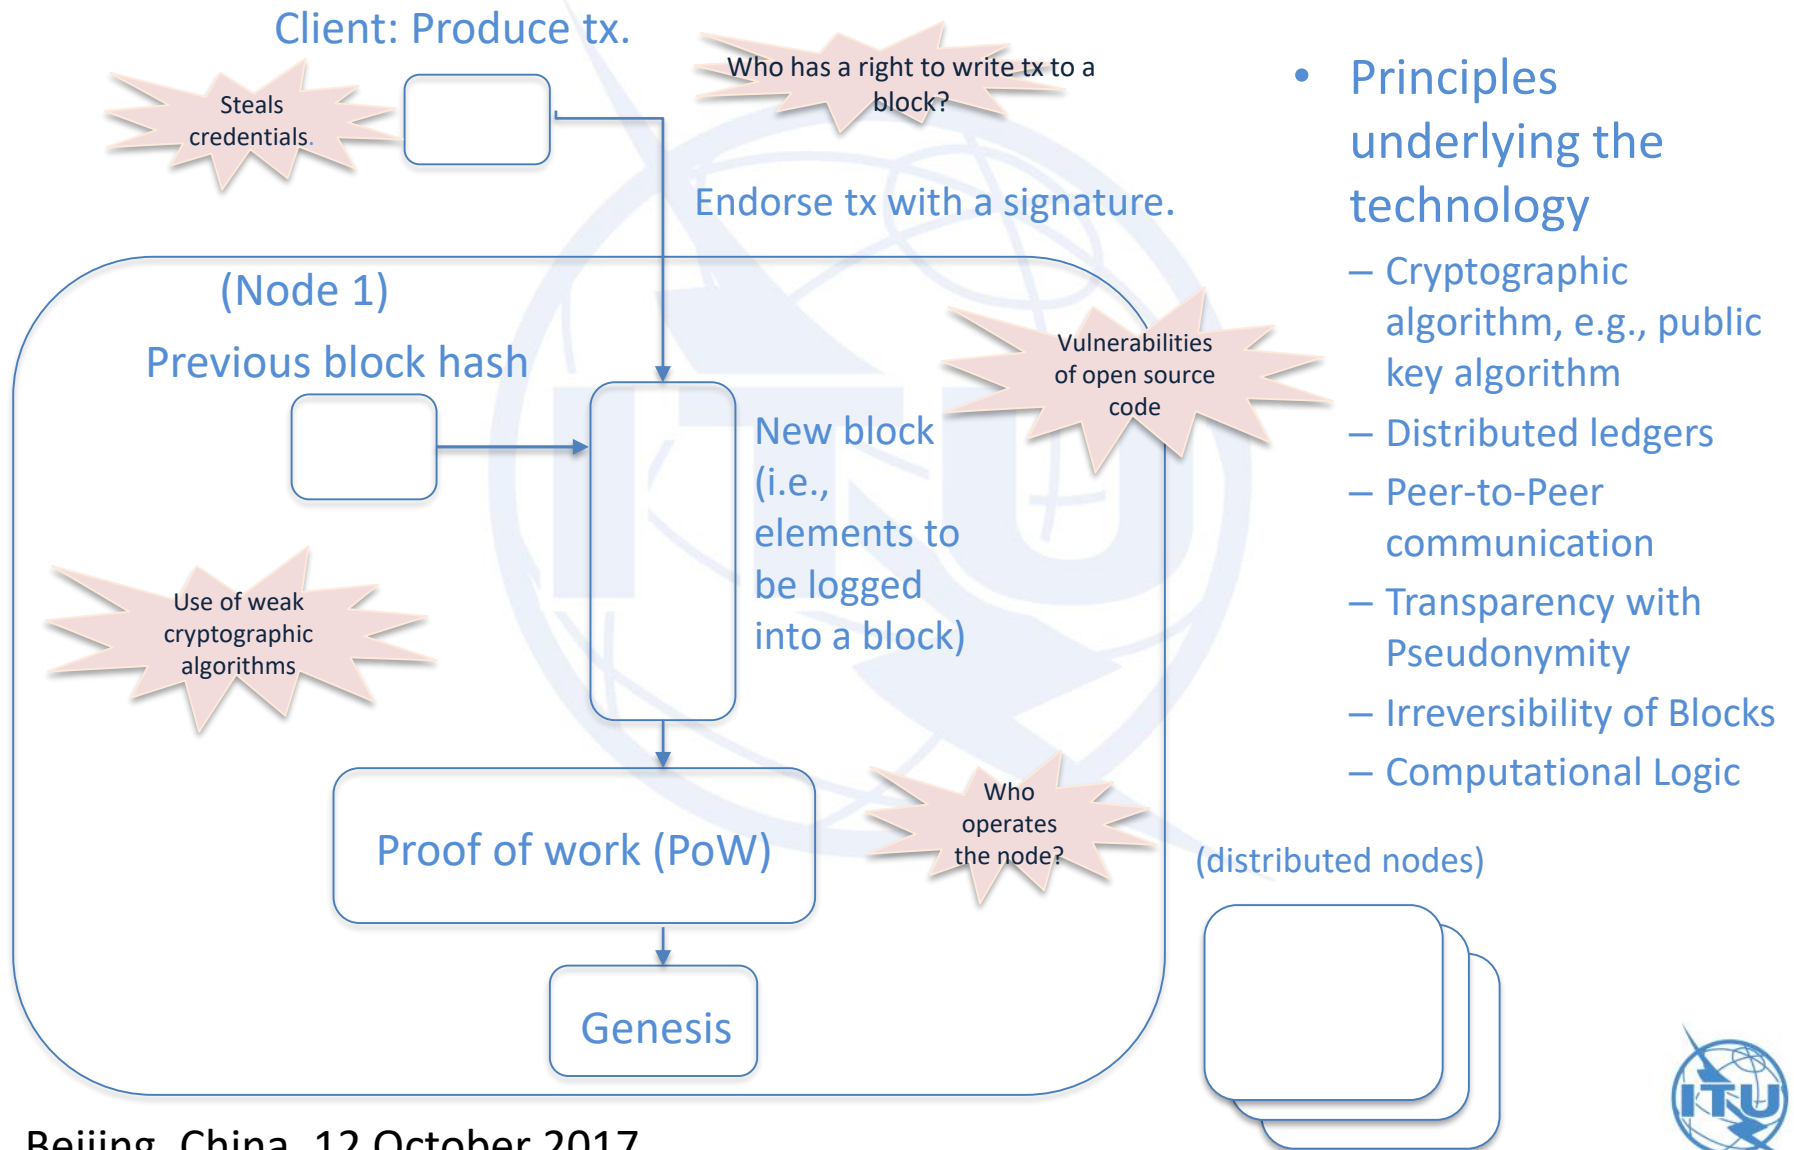 Client: Produce tx.
Steals
credentials.
Who has a right to write tx to a
block?
Endorse tx with a signature.
(Node 1)
Previous block hash
Vulnerabilities
of open source
code
New block
(i.e.,
elements to
be logged
into a block)
Use of weak
cryptographic
algorithms
Proof of work (PoW)
Who
operates
the node?
Genesis
• Principles
underlying the
technology
– Cryptographic
algorithm, e.g., public
key algorithm
– Distributed ledgers
– Peer-to-Peer
communication
– Transparency with
Pseudonymity
– Irreversibility of Blocks
– Computational Logic
(distributed nodes)
ITU
ITU
Beijing, China, 12 October 2017